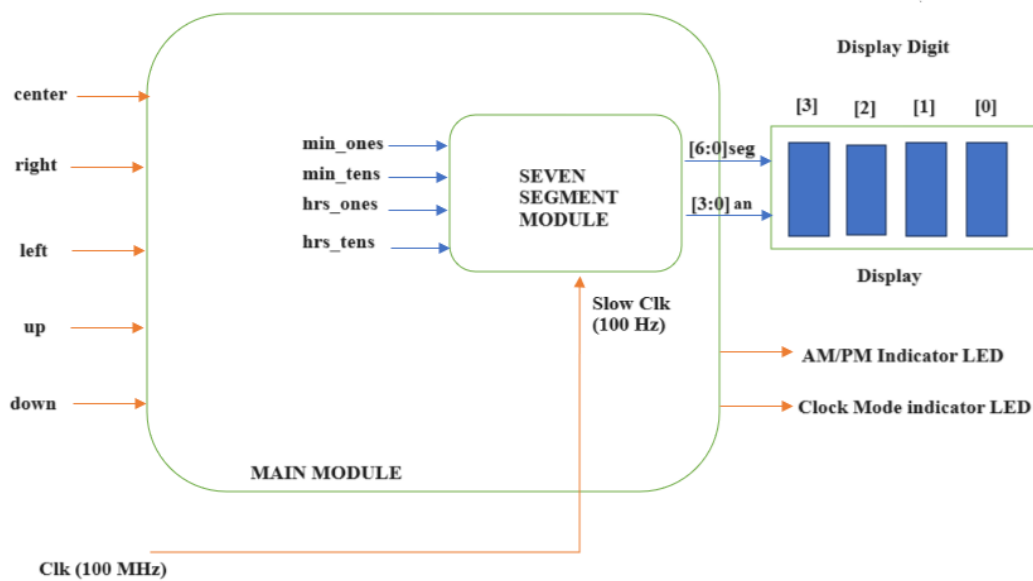 Display Digit
[3] [2] [1] [0]
center
right
left
up
down
min_ones
min_tens
hrs_ones
hrs_tens
SEVEN
SEGMENT
MODULE
[6:0]seg
[3:0] an
Display
Slow Clk
(100 Hz)
AM/PM Indicator LED
Clock Mode indicator LED
MAIN MODULE
Clk (100 MHz)